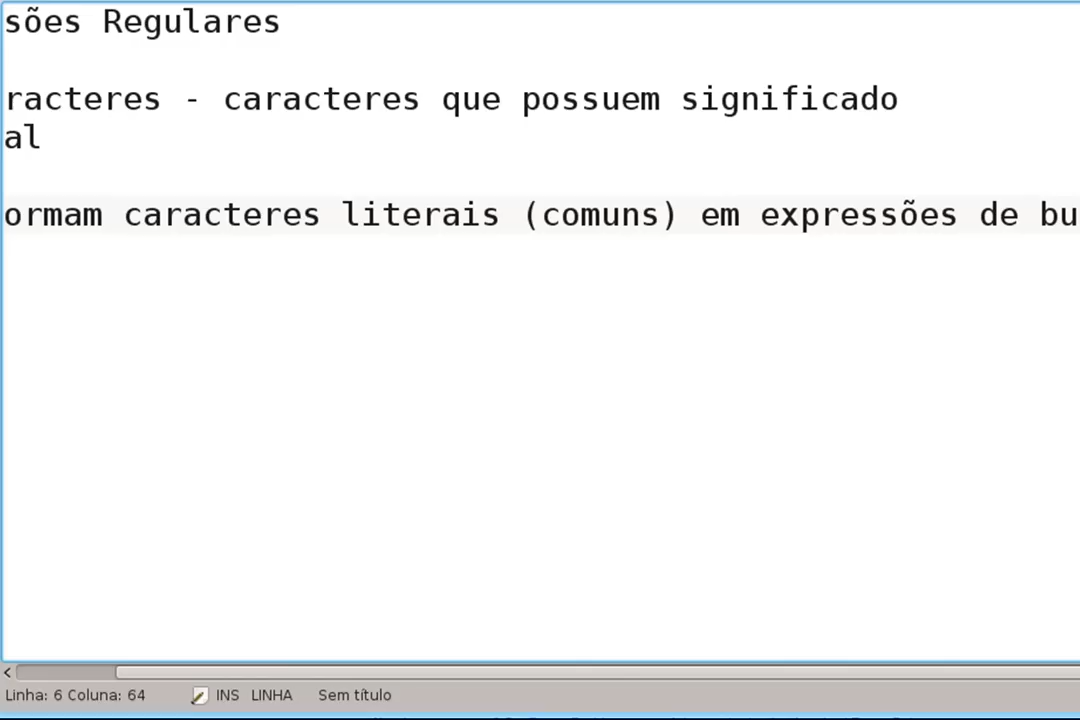 sões Regulares
racteres - caracteres que possuem significado
al
ormam caracteres literais (comuns) em expressões de bu
Linha: 6 Coluna: 64 INS LINHA Sem título